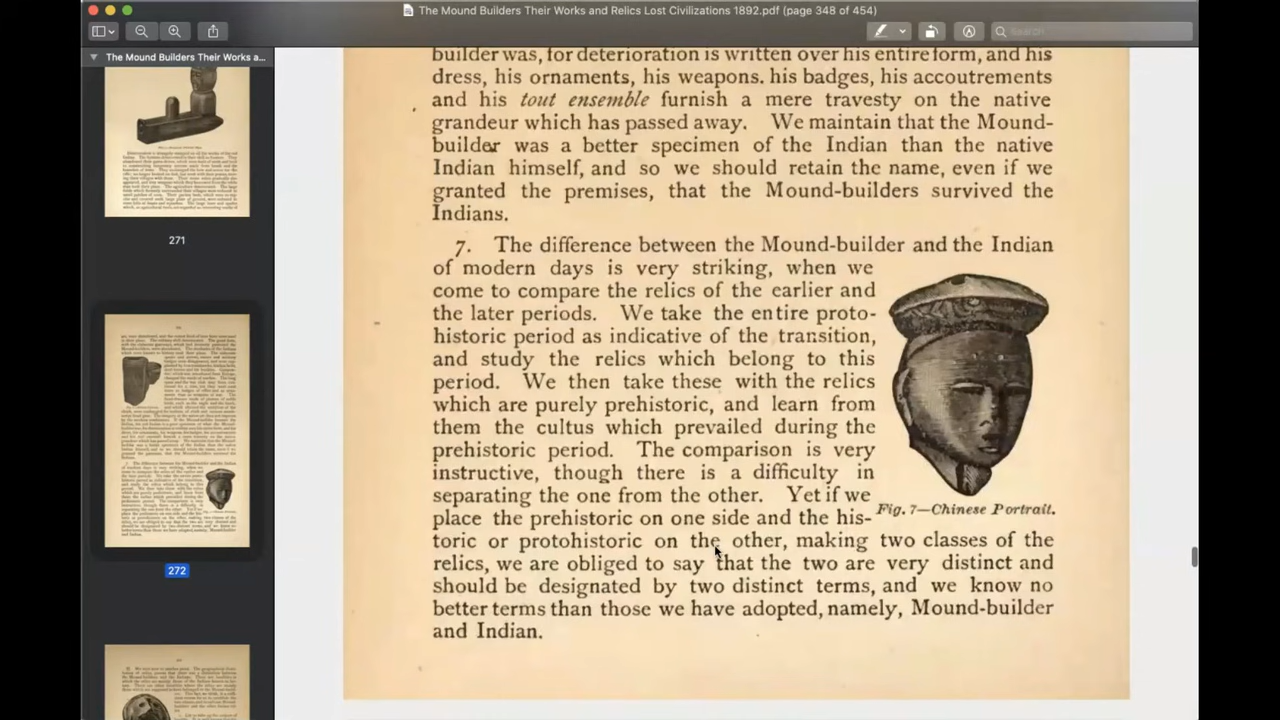 The Mound Builders Their Works and Relics Lost Civilizations 1892.pdf (page 348 of 454)
Search
The Mound Builders Their Works a...
271
272
builder was, for deterioration is written over his entire form, and his
dress, his ornaments, his weapons. his badges, his accoutrements
and his tout ensemble furnish a mere travesty on the native
grandeur which has passed away. We maintain that the Mound-
builder was a better specimen of the Indian than the native
Indian himself, and so we should retain the name, even if we
granted the premises, that the Mound-builders survived the
Indians.
7. The difference between the Mound-builder and the Indian
of modern days is very striking, when we
come to compare the relics of the earlier and
the later periods. We take the entire proto-
historic period as indicative of the transition,
and study the relics which belong to this
period. We then take these with the relics
which are purely prehistoric, and learn from
them the cultus which prevailed during the
prehistoric period. The comparison is very
instructive, though there is a difficulty in
separating the one from the other. Yet if we
place the prehistoric on one side and the his-
toric or protohistoric on the other, making two classes of the
relics, we are obliged to say that the two are very distinct and
should be designated by two distinct terms, and we know no
better terms than those we have adopted, namely, Mound-builder
and Indian.
Fig. 7—Chinese Portrait.